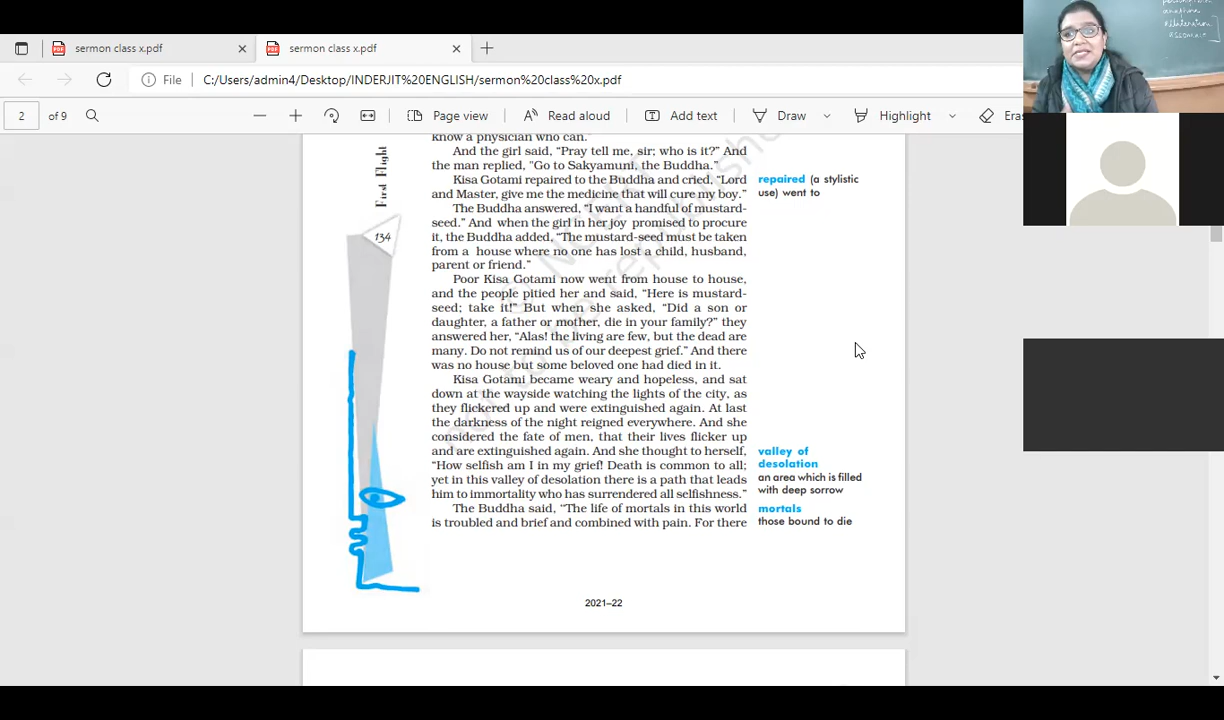 sermon class x.pdf
sermon class x.pdf
File
C:/Users/admin4/Desktop/INDERJIT%20ENGLISH/sermon%20class%20x.pdf
2 of 9
Page view
Read aloud
Add text
Draw
Highlight
know a physician who can."
And the girl said, "Pray tell me, sir; who is it?" And
the man replied, "Go to Sakyamuni, the Buddha."
Kisa Gotami repaired to the Buddha and cried, "Lord
and Master, give me the medicine that will cure my boy."
The Buddha answered, "I want a handful of mustard-
seed." And when the girl in her joy promised to procure
it, the Buddha added, "The mustard-seed must be taken
from a house where no one has lost a child, husband,
parent or friend."
Poor Kisa Gotami now went from house to house,
and the people pitied her and said, "Here is mustard-
seed; take it!" But when she asked, "Did a son or
daughter, a father or mother, die in your family?" they
answered her, "Alas! the living are few, but the dead are
many. Do not remind us of our deepest grief." And there
was no house but some beloved one had died in it.
Kisa Gotami became weary and hopeless, and sat
down at the wayside watching the lights of the city, as
they flickered up and were extinguished again. At last
the darkness of the night reigned everywhere. And she
considered the fate of men, that their lives flicker up
and are extinguished again. And she thought to herself,
"How selfish am I in my grief! Death is common to all;
yet in this valley of desolation there is a path that leads
him to immortality who has surrendered all selfishness."
The Buddha said, "The life of mortals in this world
is troubled and brief and combined with pain. For there
repaired (a stylistic
use) went to
valley of
desolation
an area which is filled
with deep sorrow
mortals
those bound to die
First Flight
134
2021–22